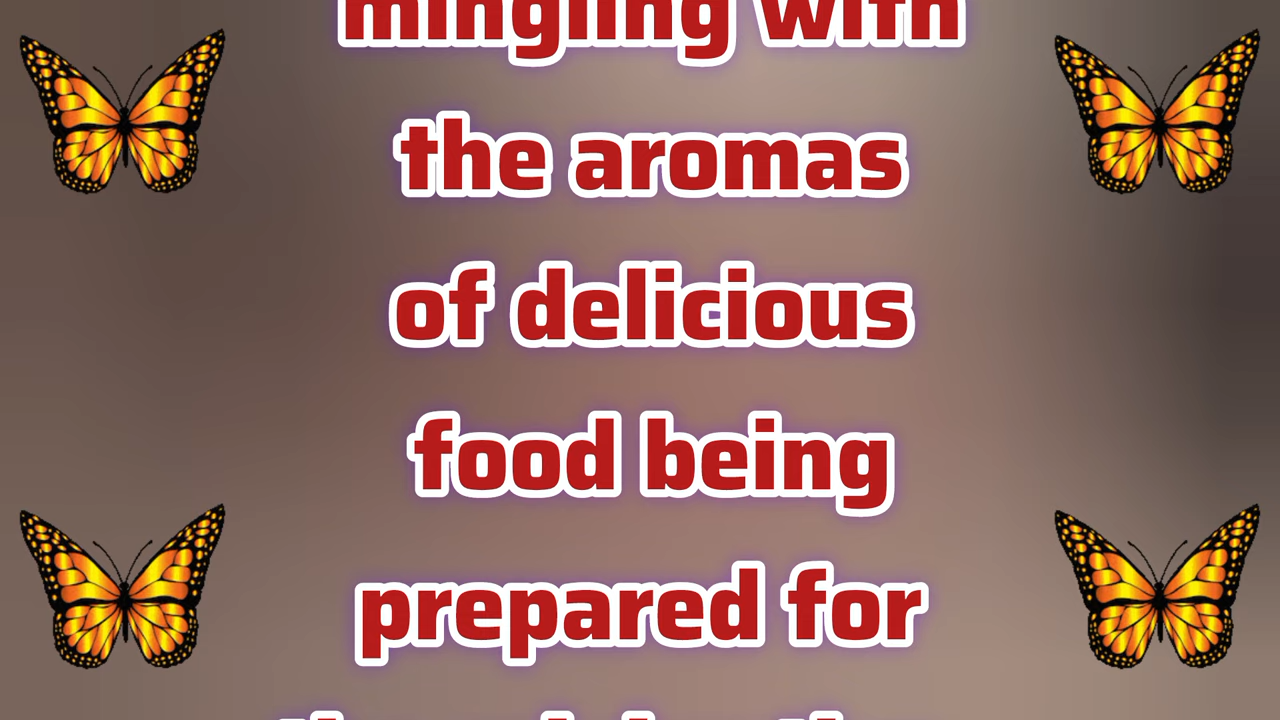 mingling with
the aromas
of delicious
food being
prepared for